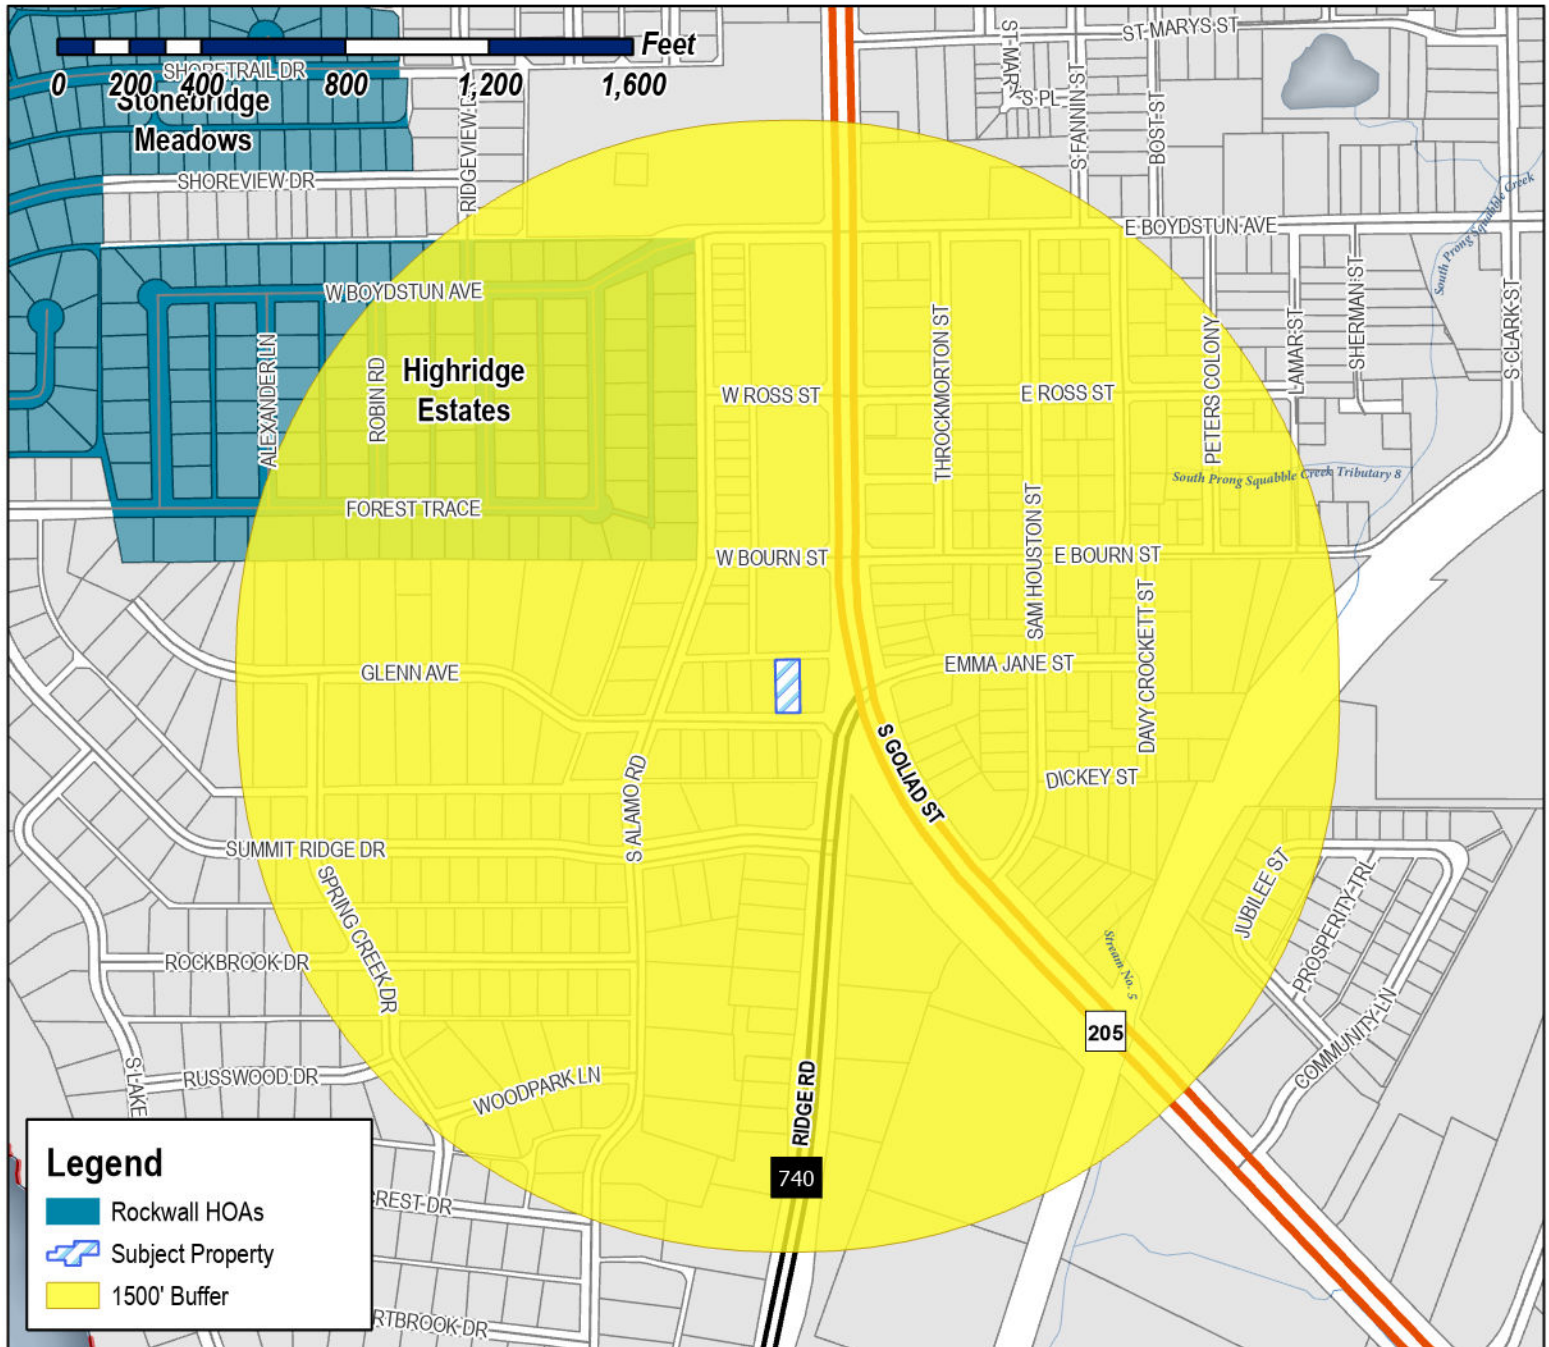 Feet
0 200 400 800 1,200 1,600
SHORETRAIL DR
Stonebridge
Meadows
SHOREVIEW DR
ST MARYS ST
S PL
S FANNIN ST
BOST ST
E BOYDSTUN AVE
South Prong Squabble Creek
W BOYDSTUN AVE
ALEXANDER LN
ROBIN RD
Highridge
Estates
W ROSS ST
THROCKMORTON ST
E ROSS ST
PETERS COLONY
LAMAR ST
SHERMAN ST
S CLARK ST
South Prong Squabble Creek Tributary 8
FOREST TRACE
W BOURN ST
SAM HOUSTON ST
E BOURN ST
DAVY CROCKETT ST
GLENN AVE
EMMA JANE ST
S GOLIAD ST
DICKEY ST
S ALAMO RD
SUMMIT RIDGE DR
SPRING CREEK DR
JUBILEE ST
PROSPERITY TRL
COMMUNITY LN
ROCKBROOK DR
Stream No. 5
205
S LAKE
RUSSWOOD DR
WOODPARK LN
RIDGE RD
740
REST DR
RTBROOK DR
Legend
Rockwall HOAs
Subject Property
1500' Buffer